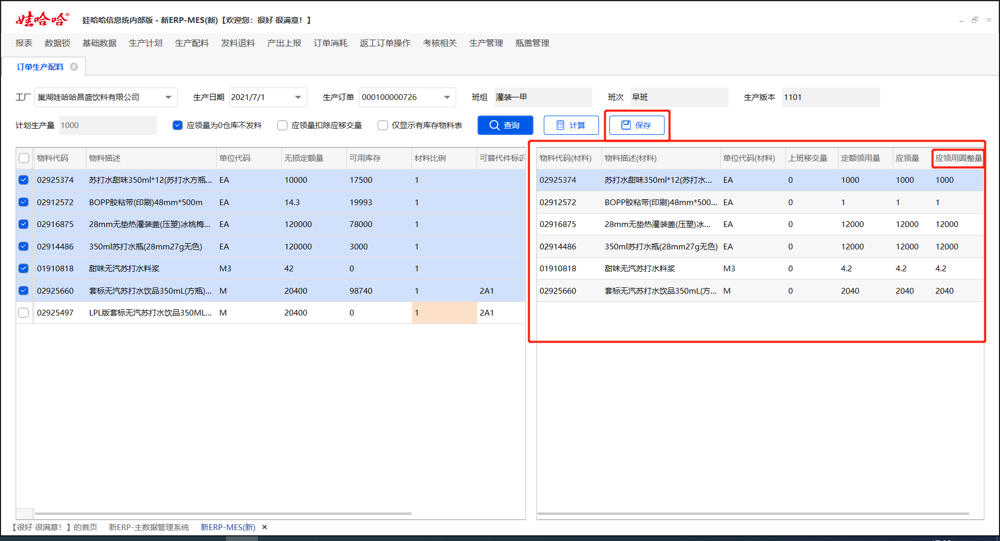 娃哈哈® 娃哈哈信息统内部版 - 新ERP-MES(新)【欢迎您：很好 很满意！】
报表 数据锁 基础数据 生产计划 生产配料 发料退料 产出上报 订单消耗 返工订单操作 考核相关 生产管理 瓶盖管理
订单生产配料
工厂 巢湖娃哈哈昌盛饮料有限公司 生产日期 2021/7/1 生产订单 000100000726 班组 灌装一甲 班次 早班 生产版本 1101
计划生产量 1000 应领量为0仓库不发料 应领量扣除应移交量 仅显示有库存物料表 查询 计算 保存
物料代码 物料描述 单位代码 无损定额量 可用库存 材料比例 可替代件标识
02925374 苏打水甜味350ml*12(苏打水方瓶... EA 10000 17500 1
02912572 BOPP胶粘带(印刷)48mm*500m EA 14.3 19993 1
02916875 28mm无垫热灌装盖(压塑)冰桃梅... EA 120000 78000 1
02914486 350ml苏打水瓶(28mm27g无色) EA 120000 3000 1
01910818 甜味无汽苏打水料浆 M3 42 0 1
02925660 套标无汽苏打水饮品350mL(方瓶)... M 20400 98740 1 2A1
02925497 LPL版套标无汽苏打水饮品350ML... M 20400 0 1 2A1
物料代码(材料) 物料描述(材料) 单位代码(材料) 上班移交量 定额领用量 应领量 应领用圆整量
02925374 苏打水甜味350ml*12(苏打水... EA 0 1000 1000 1000
02912572 BOPP胶粘带(印刷)48mm*500... EA 0 1 1 1
02916875 28mm无垫热灌装盖(压塑)冰... EA 0 12000 12000 12000
02914486 350ml苏打水瓶(28mm27g无色) EA 0 12000 12000 12000
01910818 甜味无汽苏打水料浆 M3 0 4.2 4.2 4.2
02925660 套标无汽苏打水饮品350mL(方... M 0 2040 2040 2040
【很好 很满意！】的首页 新ERP-主数据管理系统 新ERP-MES(新)